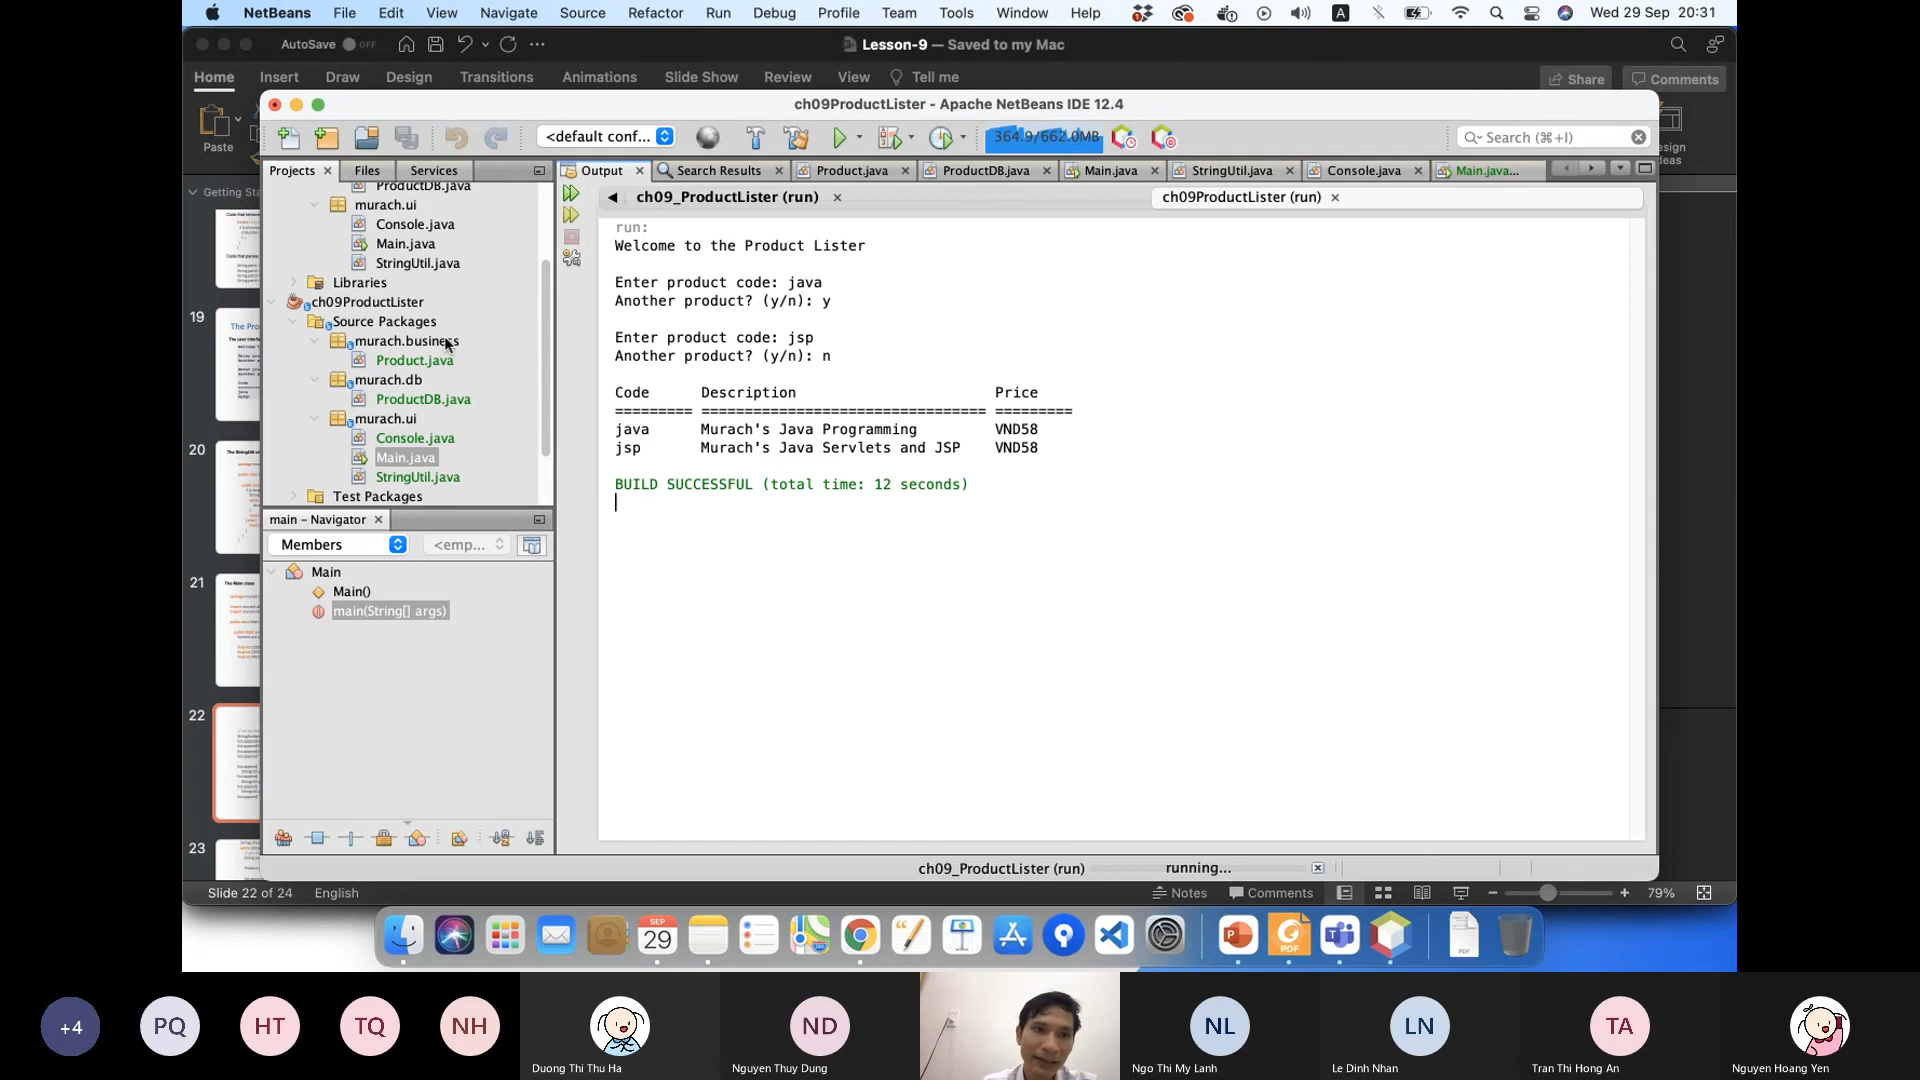 NetBeans File Edit View Navigate Source Refactor Run Debug Profile Team Tools Window Help A Wed 29 Sep 20:31
AutoSave OFF Lesson-9 — Saved to my Mac
Home Insert Draw Design Transitions Animations Slide Show Review View Tell me Share Comments
ch09ProductLister - Apache NetBeans IDE 12.4
Paste
<default conf... 364.9/662.0MB Search (⌘+I)
Projects Files Services Output Search Results Product.java ProductDB.java Main.java StringUtil.java Console.java Main.java...
ch09_ProductLister (run) ch09ProductLister (run)
ProductDB.java
murach.ui
Console.java
Main.java
StringUtil.java
Libraries
ch09ProductLister
Source Packages
murach.business
Product.java
murach.db
ProductDB.java
murach.ui
Console.java
Main.java
StringUtil.java
Test Packages
main – Navigator
Members <emp...
Main
Main()
main(String[] args)
run:
Welcome to the Product Lister
Enter product code: java
Another product? (y/n): y
Enter product code: jsp
Another product? (y/n): n
Code Description Price
========= ================================= =========
java Murach's Java Programming VND58
jsp Murach's Java Servlets and JSP VND58
BUILD SUCCESSFUL (total time: 12 seconds)
19
20
21
The Main class
22
23
ch09_ProductLister (run) running...
Slide 22 of 24 English Notes Comments 79%
SEP
29
PDF
PDF
+4 PQ HT TQ NH ND NL LN TA
Duong Thi Thu Ha Nguyen Thuy Dung Ngo Thi My Lanh Le Dinh Nhan Tran Thi Hong An Nguyen Hoang Yen